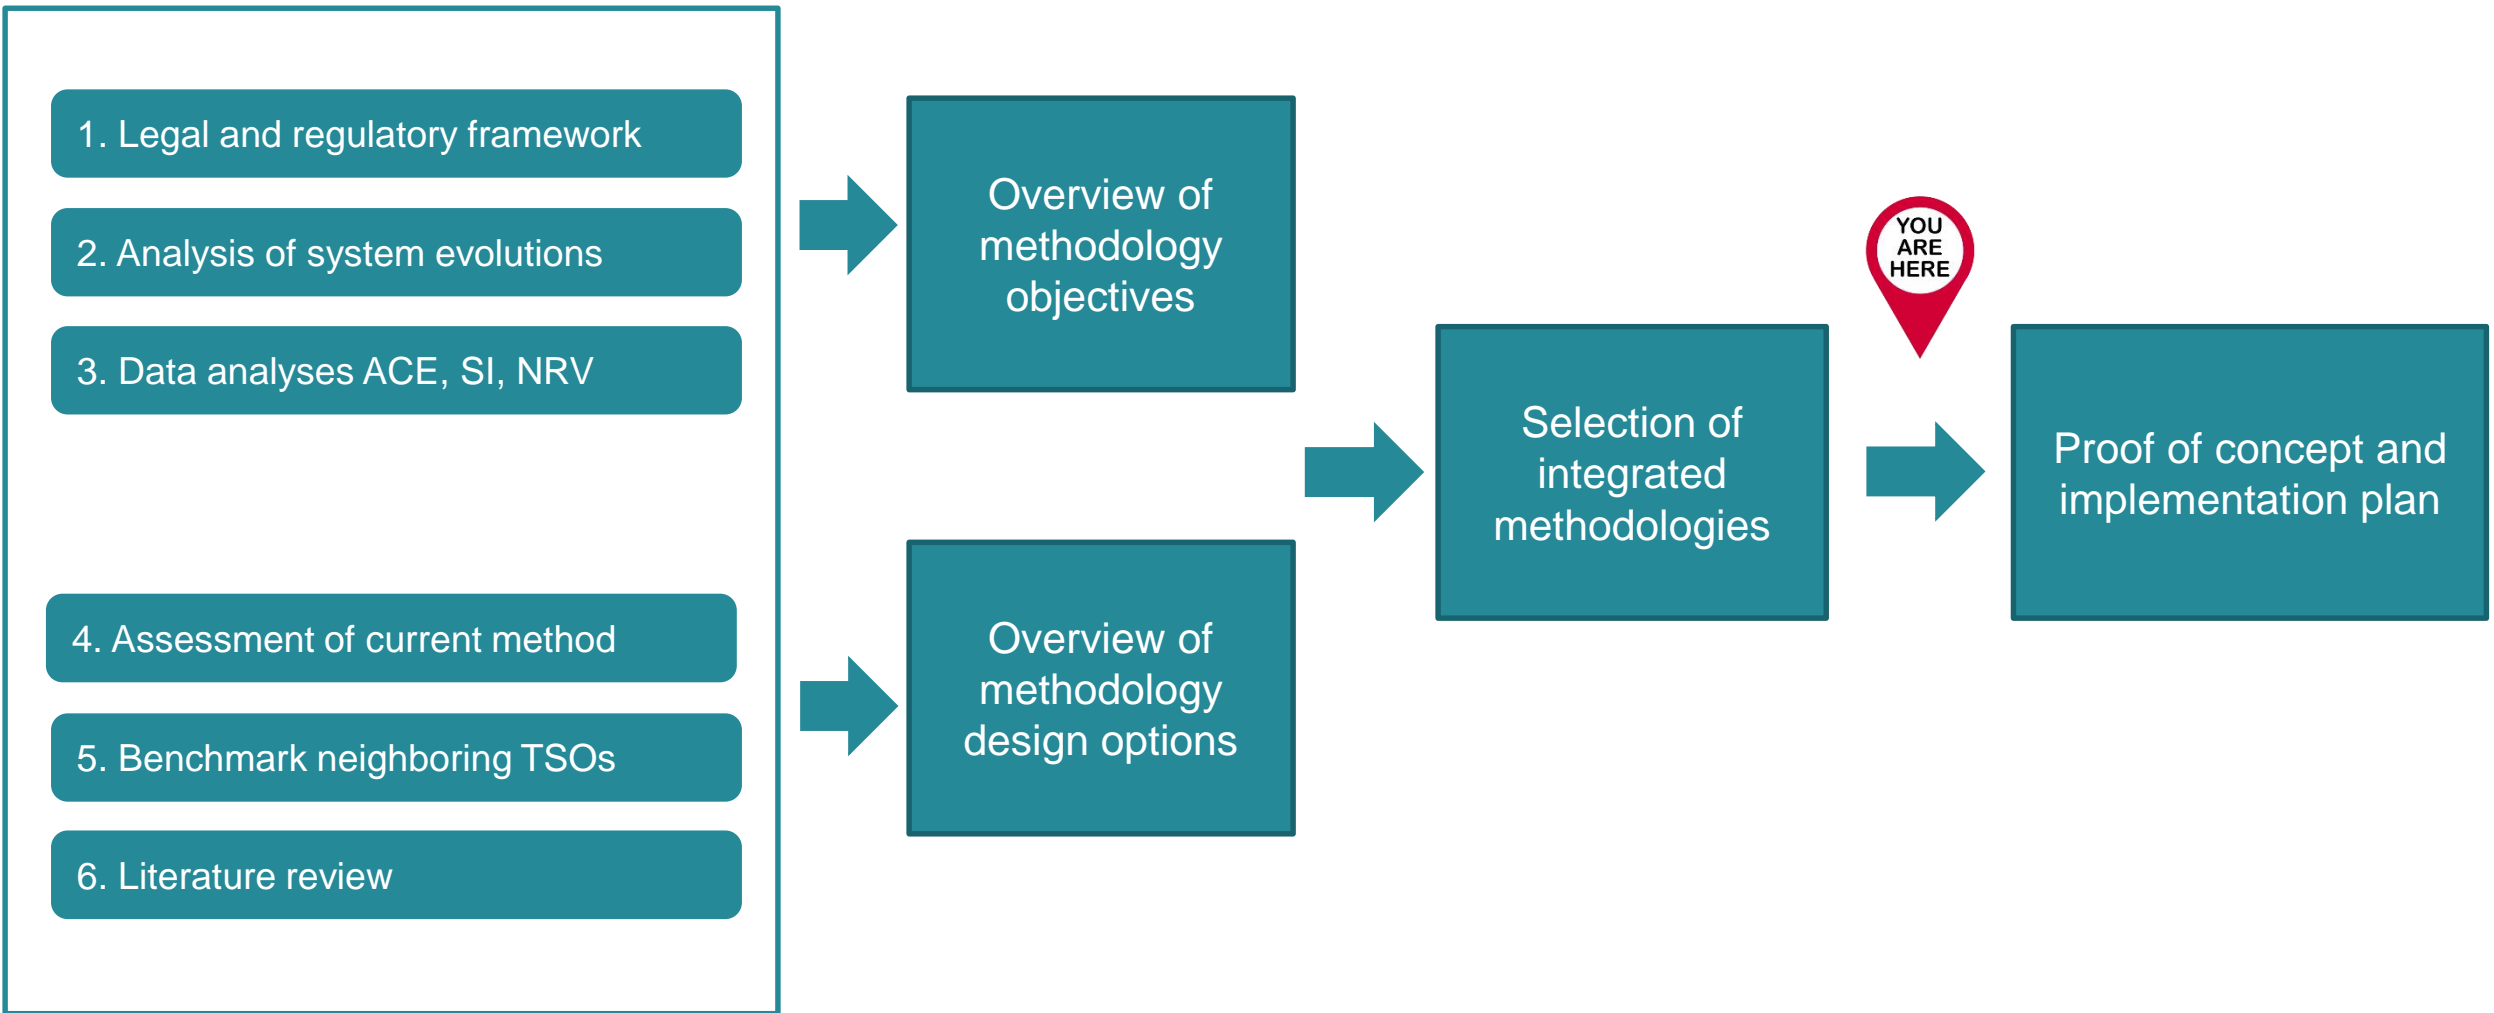 1. Legal and regulatory framework
2. Analysis of system evolutions
3. Data analyses ACE, SI, NRV
4. Assessment of current method
5. Benchmark neighboring TSOs
6. Literature review
Overview of
methodology
objectives
Overview of
methodology
design options
Selection of
integrated
methodologies
YOU
ARE
HERE
Proof of concept and
implementation plan